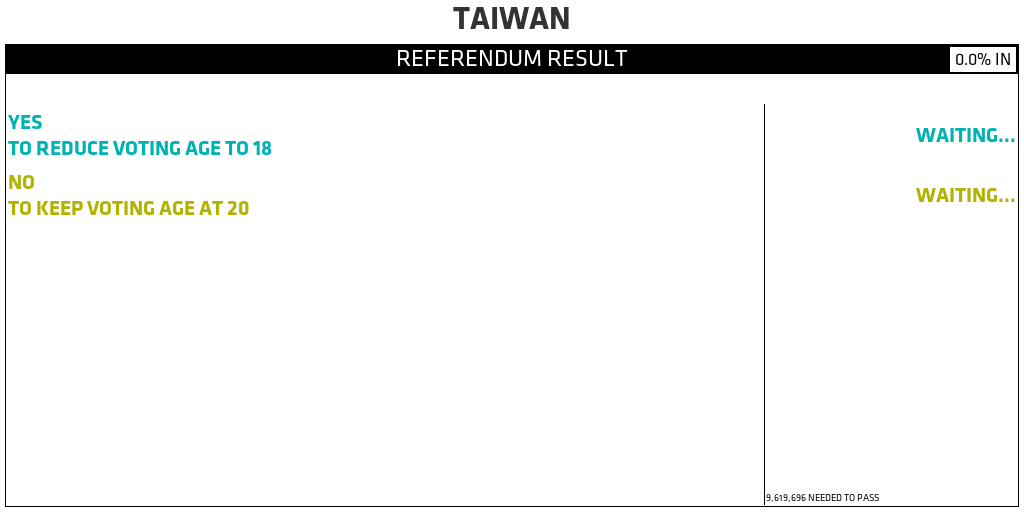 TAIWAN
REFERENDUM RESULT
0.0% IN
YES
TO REDUCE VOTING AGE TO 18
WAITING...
NO
TO KEEP VOTING AGE AT 20
WAITING...
9,619,696 NEEDED TO PASS